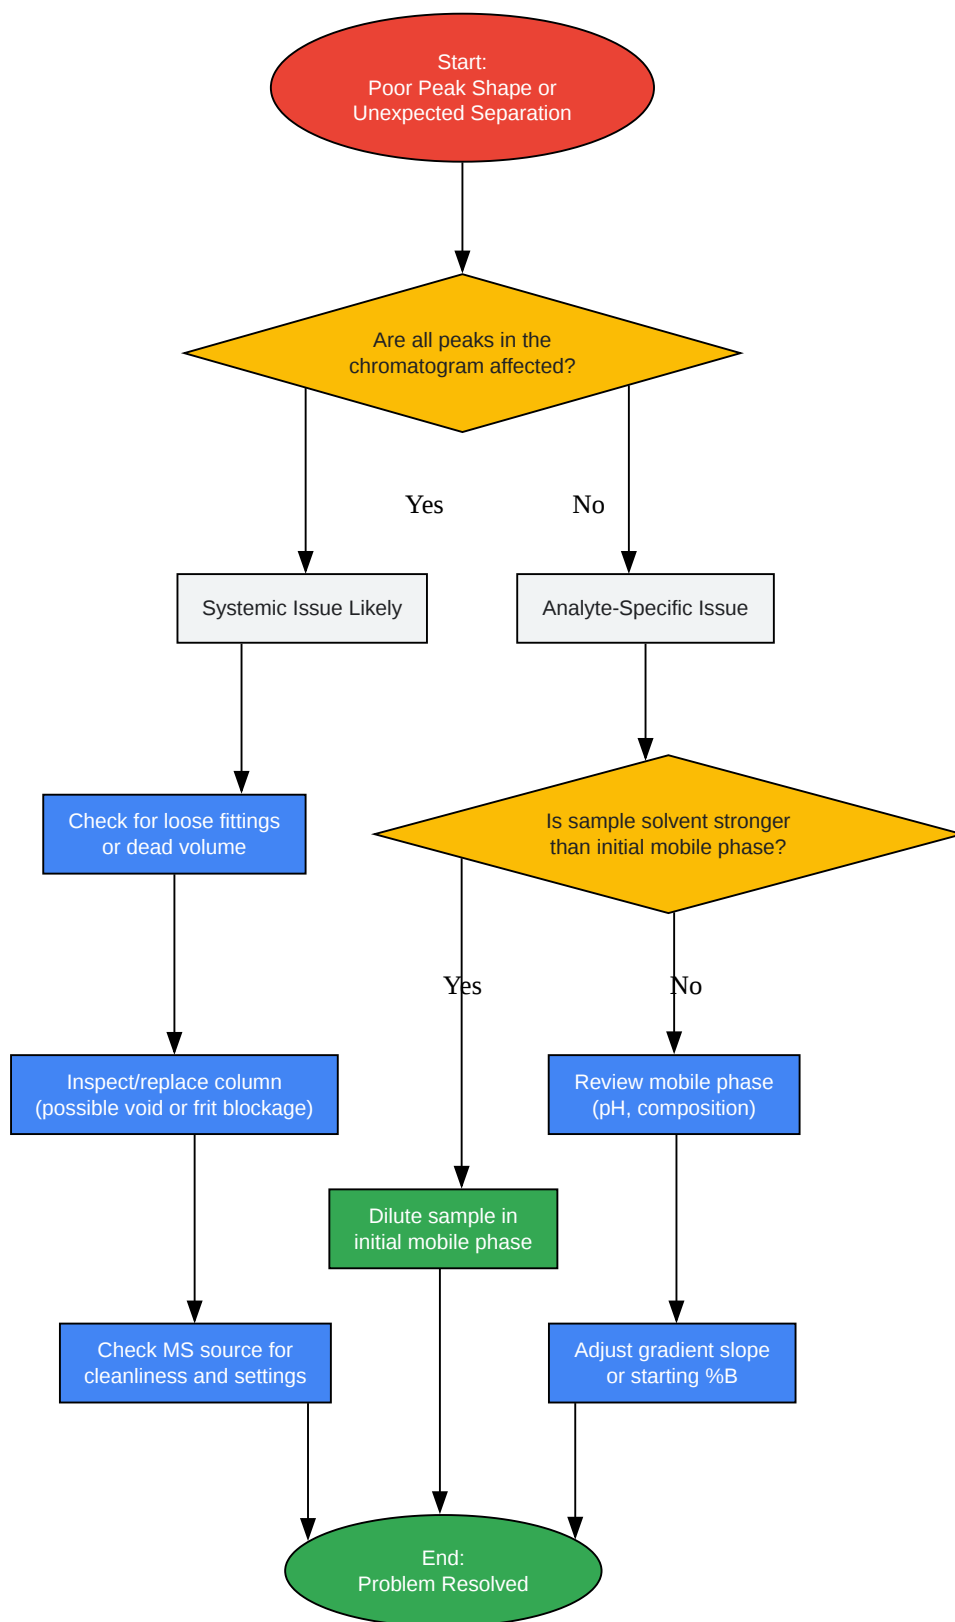 Start:
Poor Peak Shape or
Unexpected Separation
Are all peaks in the
chromatogram affected?
Yes
No
Systemic Issue Likely
Analyte-Specific Issue
Check for loose fittings
or dead volume
Is sample solvent stronger
than initial mobile phase?
Yes
No
Inspect/replace column
(possible void or frit blockage)
Review mobile phase
(pH, composition)
Dilute sample in
initial mobile phase
Check MS source for
cleanliness and settings
Adjust gradient slope
or starting %B
End:
Problem Resolved